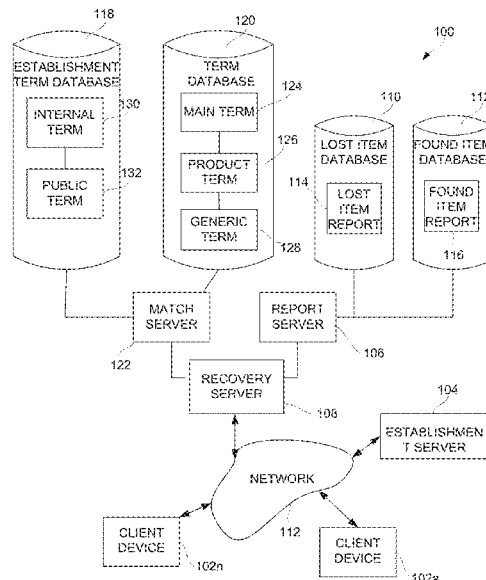 118
120
100
ESTABLISHMENT
TERM DATABASE
TERM
DATABASE
124
110
112
130
INTERNAL
TERM
MAIN TERM
LOST ITEM
DATABASE
FOUND ITEM
DATABASE
132
126
PUBLIC
TERM
PRODUCT
TERM
114
LOST
ITEM
REPORT
FOUND
ITEM
REPORT
GENERIC
TERM
128
116
MATCH
SERVER
REPORT
SERVER
122
106
RECOVERY
SERVER
104
108
ESTABLISHMEN
T SERVER
NETWORK
CLIENT
DEVICE
112
CLIENT
DEVICE
102n
102a